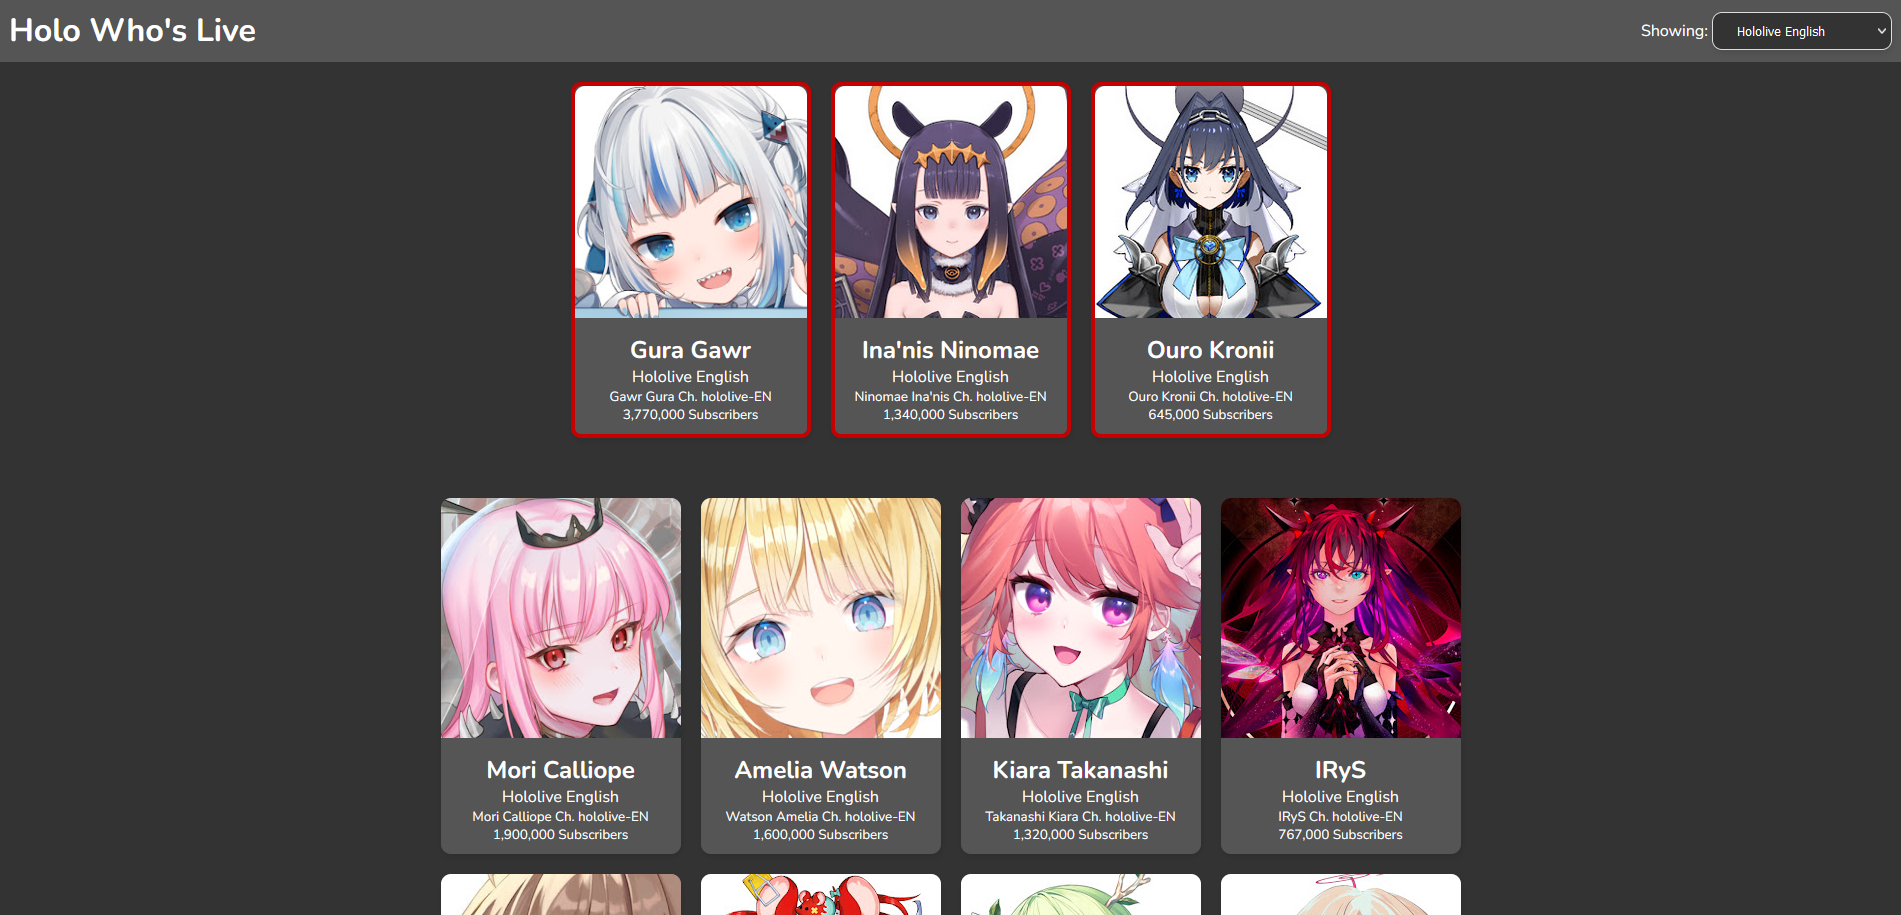 Holo Who's Live
Showing:
Hololive English
Gura Gawr
Hololive English
Gawr Gura Ch. hololive-EN
3,770,000 Subscribers
Ina'nis Ninomae
Hololive English
Ninomae Ina'nis Ch. hololive-EN
1,340,000 Subscribers
Ouro Kronii
Hololive English
Ouro Kronii Ch. hololive-EN
645,000 Subscribers
Mori Calliope
Hololive English
Mori Calliope Ch. hololive-EN
1,900,000 Subscribers
Amelia Watson
Hololive English
Watson Amelia Ch. hololive-EN
1,600,000 Subscribers
Kiara Takanashi
Hololive English
Takanashi Kiara Ch. hololive-EN
1,320,000 Subscribers
IRyS
Hololive English
IRyS Ch. hololive-EN
767,000 Subscribers